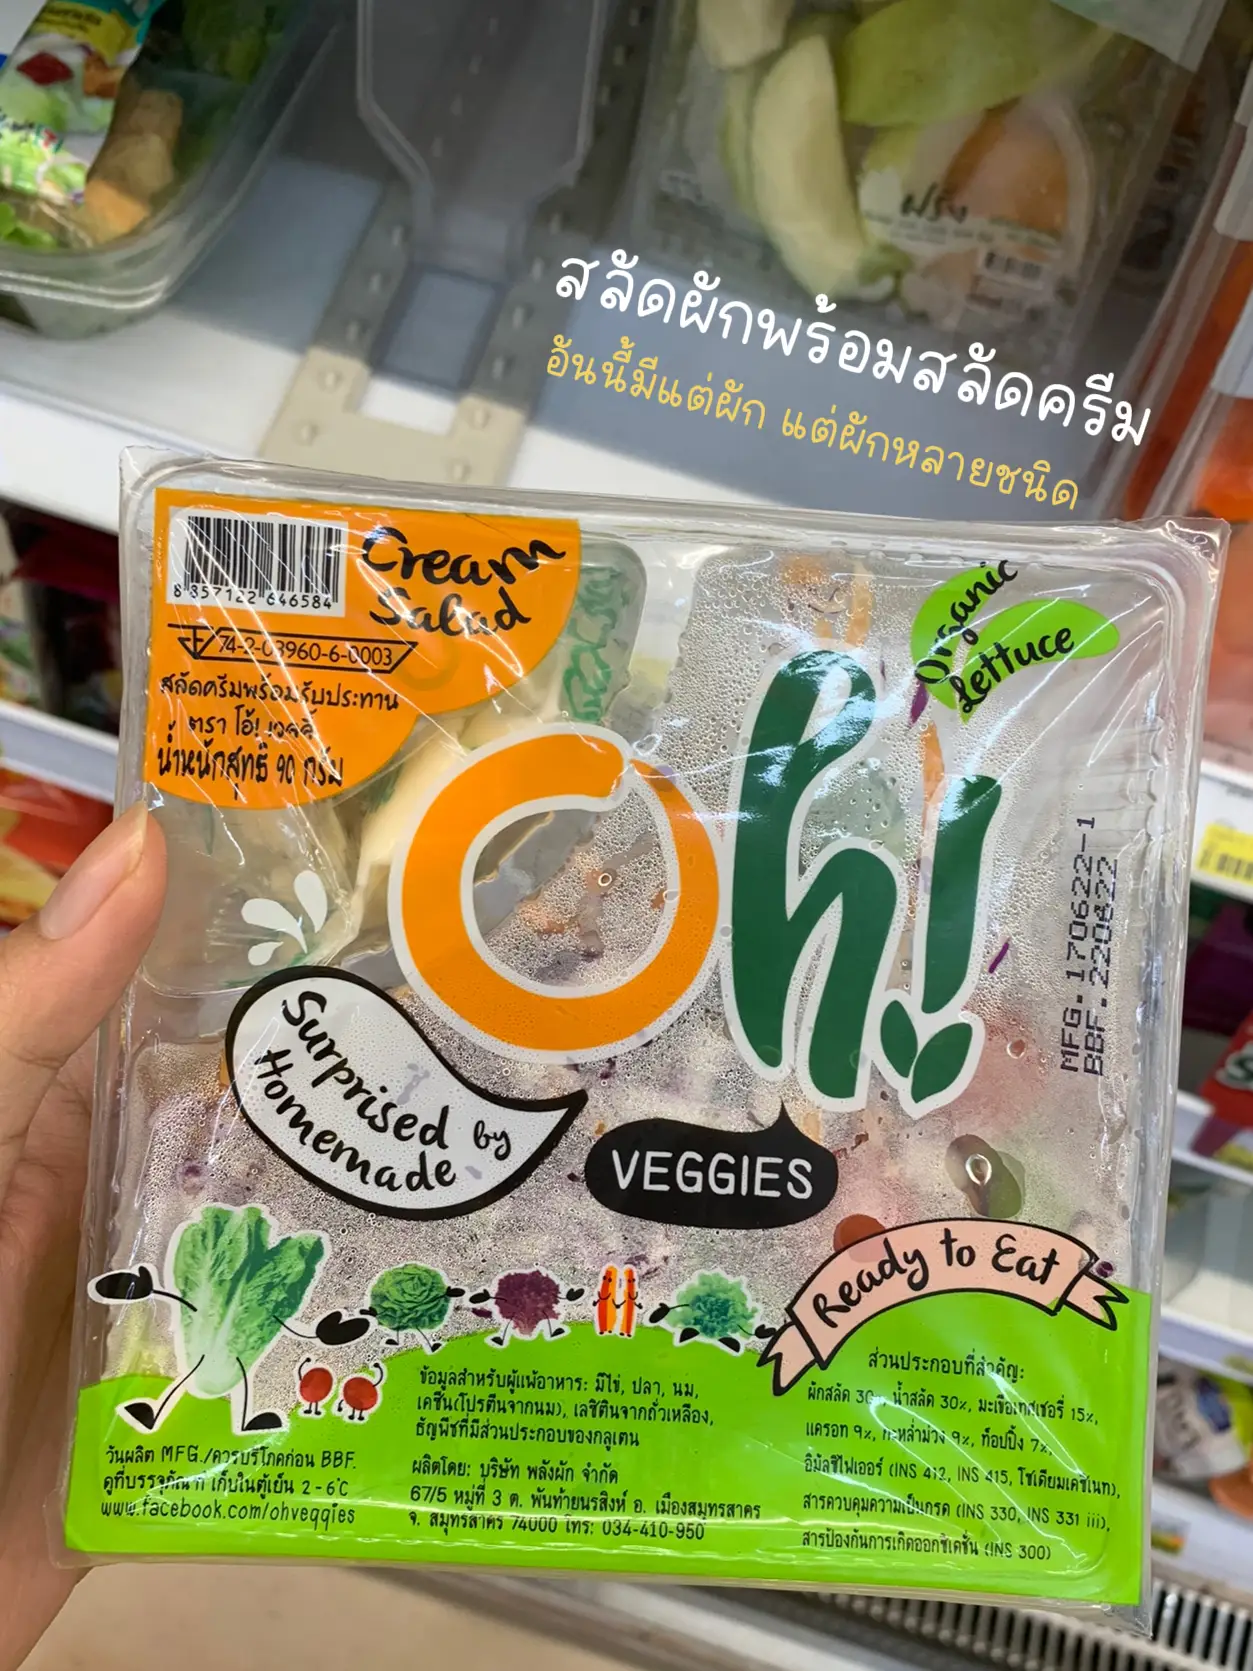 ฝรั่ง
สลัดผักพร้อมสลัดครีม
อันนี้มีแต่ผัก แต่ผักหลายชนิด
Cream
Salad
8 857122 646584
74-2-03960-6-0003
สลัดครีมพร้อมรับประทาน
ตรา โอ้! เวจจี้
น้ำหนักสุทธิ 90 กรัม
Organic
Lettuce
Oh!
VEGGIES
MFG. 170622-1
BBF. 220622
Surprised by
Homemade
Ready to Eat
ข้อมูลสำหรับผู้แพ้อาหาร: มีไข่, ปลา, นม,
เคซีน(โปรตีนจากนม), เลซิตินจากถั่วเหลือง,
ธัญพืชที่มีส่วนประกอบของกลูเตน
วันผลิต MFG./ควรบริโภคก่อน BBF.
ดูที่บรรจุภัณฑ์ เก็บในตู้เย็น 2 - 6°C
www.facebook.com/ohveggies
ผลิตโดย: บริษัท พลังผัก จำกัด
67/5 หมู่ที่ 3 ต. พันท้ายนรสิงห์ อ. เมืองสมุทรสาคร
จ. สมุทรสาคร 74000 โทร: 034-410-950
ส่วนประกอบที่สำคัญ:
ผักสลัด 30%, น้ำสลัด 30%, มะเขือเทศเชอรี่ 15%,
แครอท 9%, กะหล่ำม่วง 9%, ท็อปปิ้ง 7%,
อิมัลซิไฟเออร์ (INS 412, INS 415, โซเดียมเคซิเนท),
สารควบคุมความเป็นกรด (INS 330, INS 331 iii),
สารป้องกันการเกิดออกซิเดชั่น (INS 300)